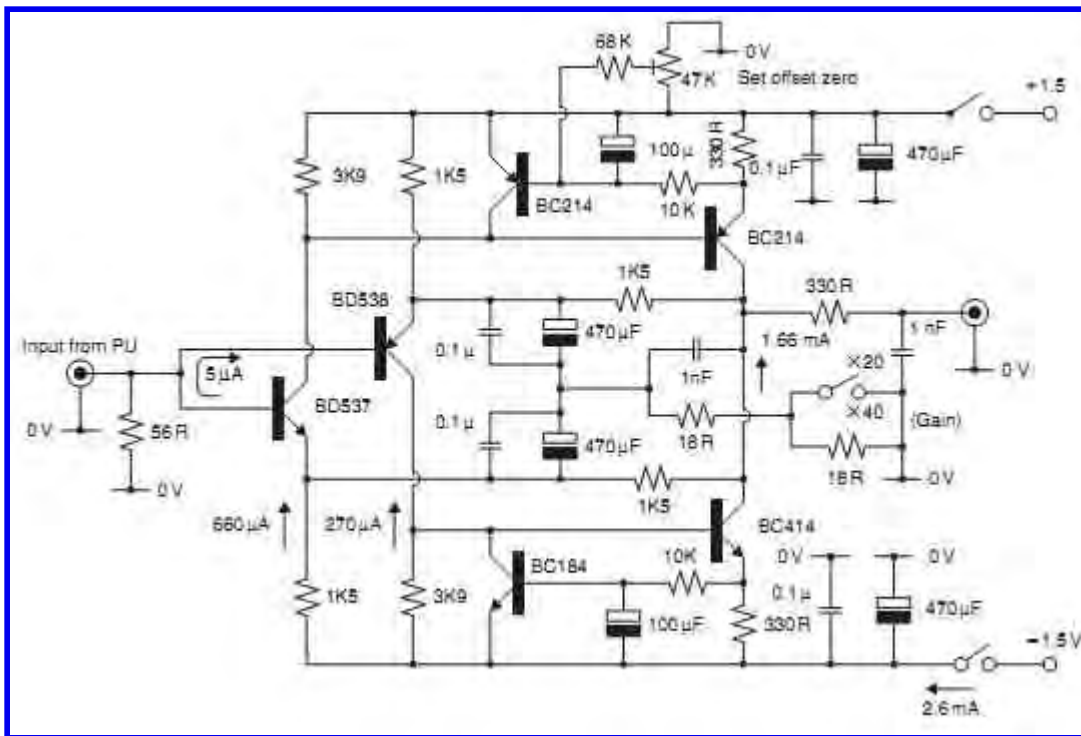 68K
0V
47K
Set offset zero
+1.5
3K9
1K5
100µ
330R
0.1µF
470µF
BC214
10K
BC214
BD538
1K5
330R
Input from PU
0.1µ
470µF
1.66 mA
1nF
5µA
1nF
×20
0V
BD537
×40
(Gain)
0V
56R
0.1µ
470µF
18R
18R
0V
0V
1K5
660µA
270µA
BC414
BC184
10K
0V
0V
0.1µ
1K5
3K9
100µF
330R
470µF
−1.5V
2.6mA